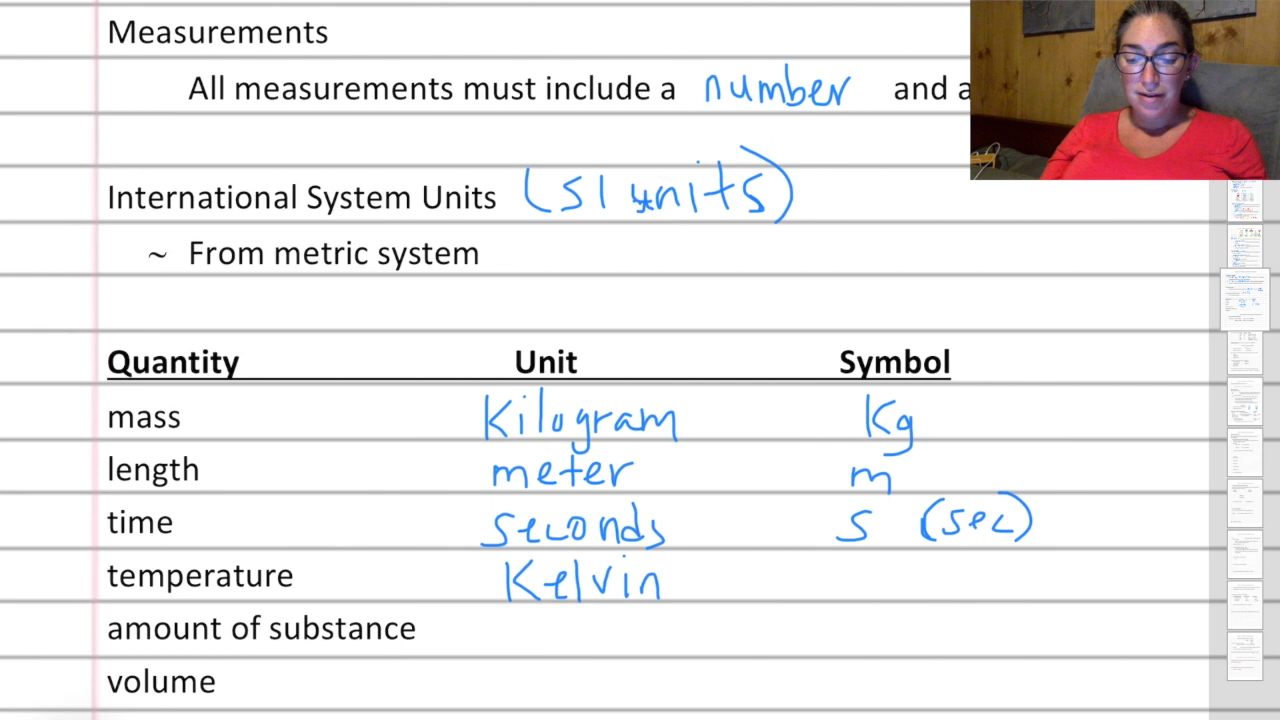 Measurements
All measurements must include a number and a
International System Units (SI units)
~ From metric system
Quantity Unit Symbol
mass Kilogram Kg
length meter m
time seconds s (sec)
temperature Kelvin
amount of substance
volume